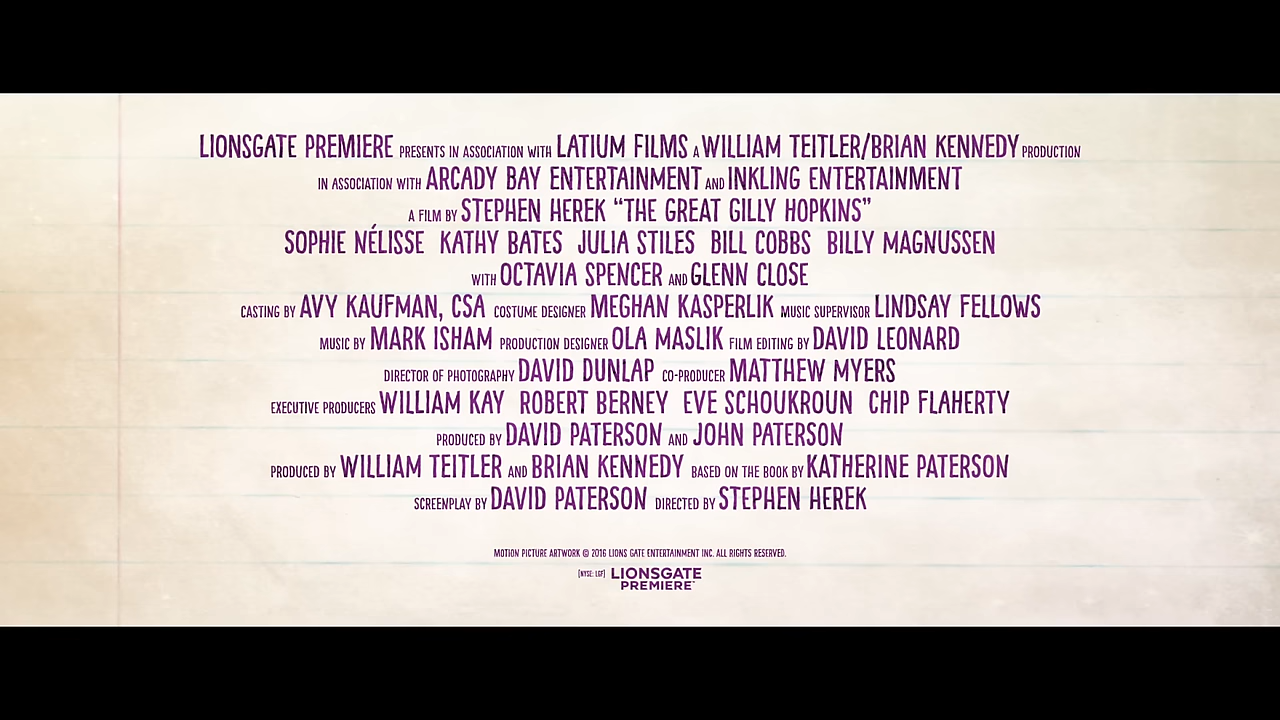 LIONSGATE PREMIERE PRESENTS IN ASSOCIATION WITH LATIUM FILMS A WILLIAM TEITLER/BRIAN KENNEDY PRODUCTION
IN ASSOCIATION WITH ARCADY BAY ENTERTAINMENT AND INKLING ENTERTAINMENT
A FILM BY STEPHEN HEREK “THE GREAT GILLY HOPKINS”
SOPHIE NÉLISSE KATHY BATES JULIA STILES BILL COBBS BILLY MAGNUSSEN
WITH OCTAVIA SPENCER AND GLENN CLOSE
CASTING BY AVY KAUFMAN, CSA COSTUME DESIGNER MEGHAN KASPERLIK MUSIC SUPERVISOR LINDSAY FELLOWS
MUSIC BY MARK ISHAM PRODUCTION DESIGNER OLA MASLIK FILM EDITING BY DAVID LEONARD
DIRECTOR OF PHOTOGRAPHY DAVID DUNLAP CO-PRODUCER MATTHEW MYERS
EXECUTIVE PRODUCERS WILLIAM KAY ROBERT BERNEY EVE SCHOUKROUN CHIP FLAHERTY
PRODUCED BY DAVID PATERSON AND JOHN PATERSON
PRODUCED BY WILLIAM TEITLER AND BRIAN KENNEDY BASED ON THE BOOK BY KATHERINE PATERSON
SCREENPLAY BY DAVID PATERSON DIRECTED BY STEPHEN HEREK
MOTION PICTURE ARTWORK © 2016 LIONS GATE ENTERTAINMENT INC. ALL RIGHTS RESERVED.
[NYSE: LGF] LIONSGATE
PREMIERE™